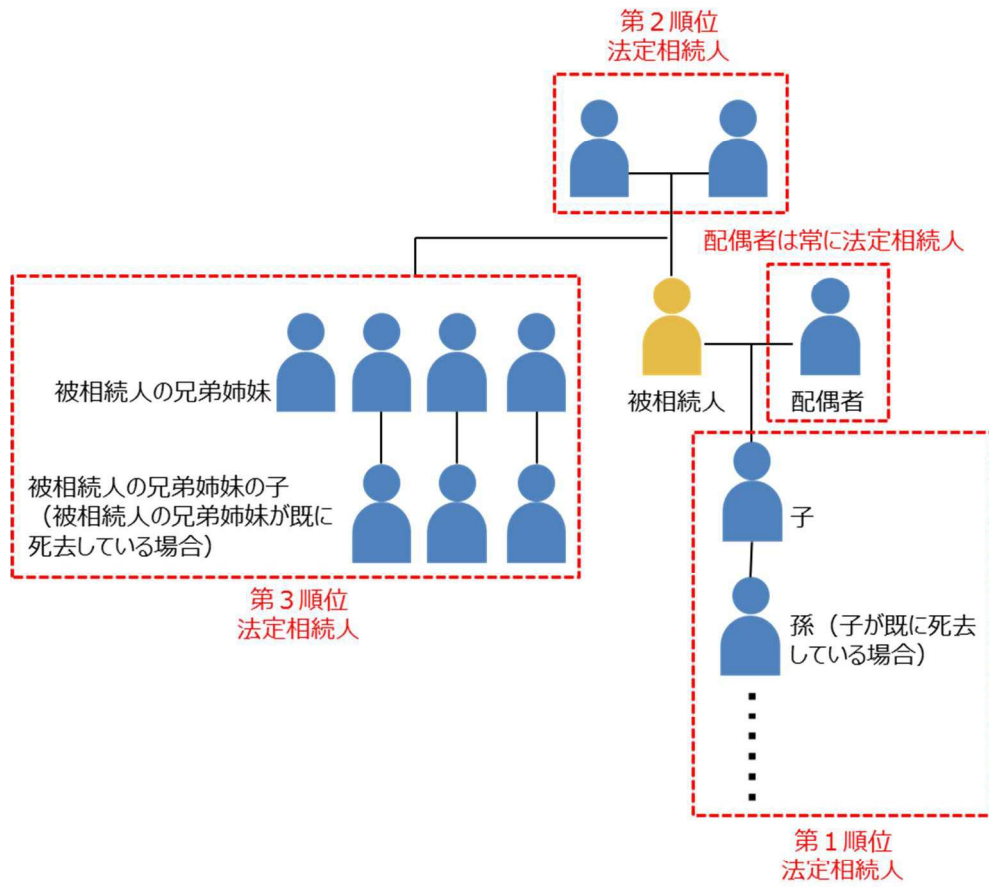 第２順位
法定相続人
配偶者は常に法定相続人
被相続人の兄弟姉妹
被相続人
配偶者
被相続人の兄弟姉妹の子
（被相続人の兄弟姉妹が既に
死去している場合）
子
第３順位
法定相続人
孫（子が既に死去
している場合）
第１順位
法定相続人